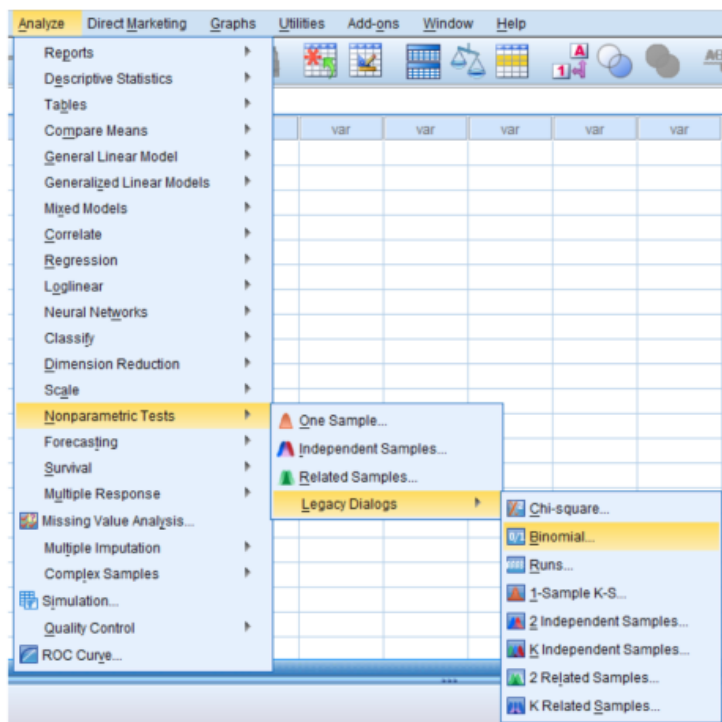 Analyze Direct Marketing Graphs Utilities Add-ons Window Help
Reports
Descriptive Statistics
Tables
Compare Means
General Linear Model
Generalized Linear Models
Mixed Models
Correlate
Regression
Loglinear
Neural Networks
Classify
Dimension Reduction
Scale
Nonparametric Tests
Forecasting
Survival
Multiple Response
Missing Value Analysis...
Multiple Imputation
Complex Samples
Simulation...
Quality Control
ROC Curve...
var var var var var
One Sample...
Independent Samples...
Related Samples...
Legacy Dialogs
Chi-square...
0/1 Binomial...
Runs...
1-Sample K-S...
2 Independent Samples...
K Independent Samples...
2 Related Samples...
K Related Samples...
A
1